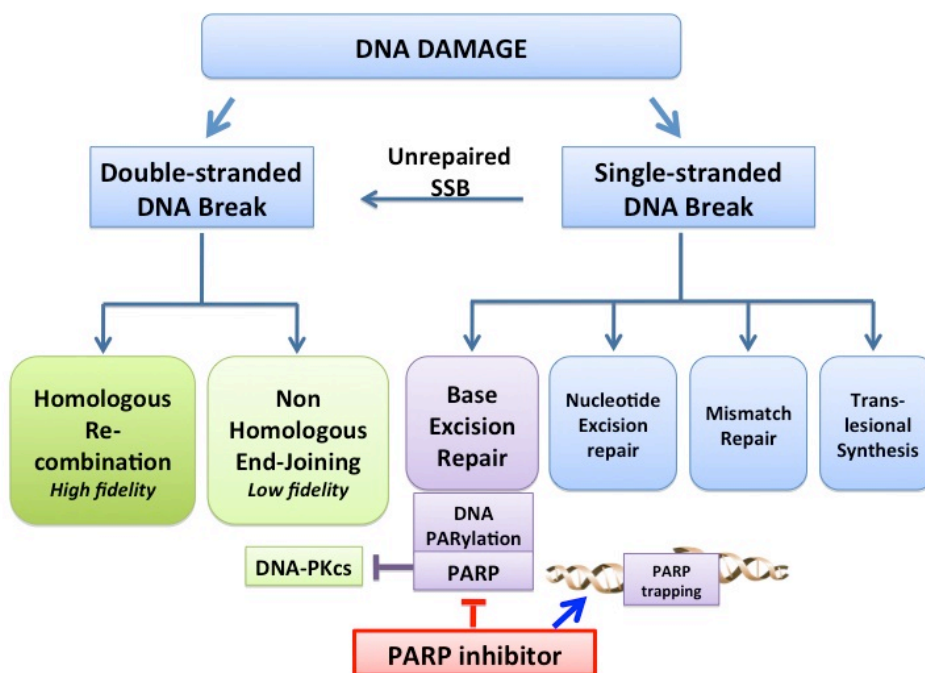 DNA DAMAGE
Double-stranded
DNA Break
Unrepaired
SSB
Single-stranded
DNA Break
Homologous
Re-
combination
High fidelity
Non
Homologous
End-Joining
Low fidelity
Base
Excision
Repair
Nucleotide
Excision
repair
Mismatch
Repair
Trans-
lesional
Synthesis
DNA
PARylation
DNA-PKcs
PARP
PARP
trapping
PARP inhibitor